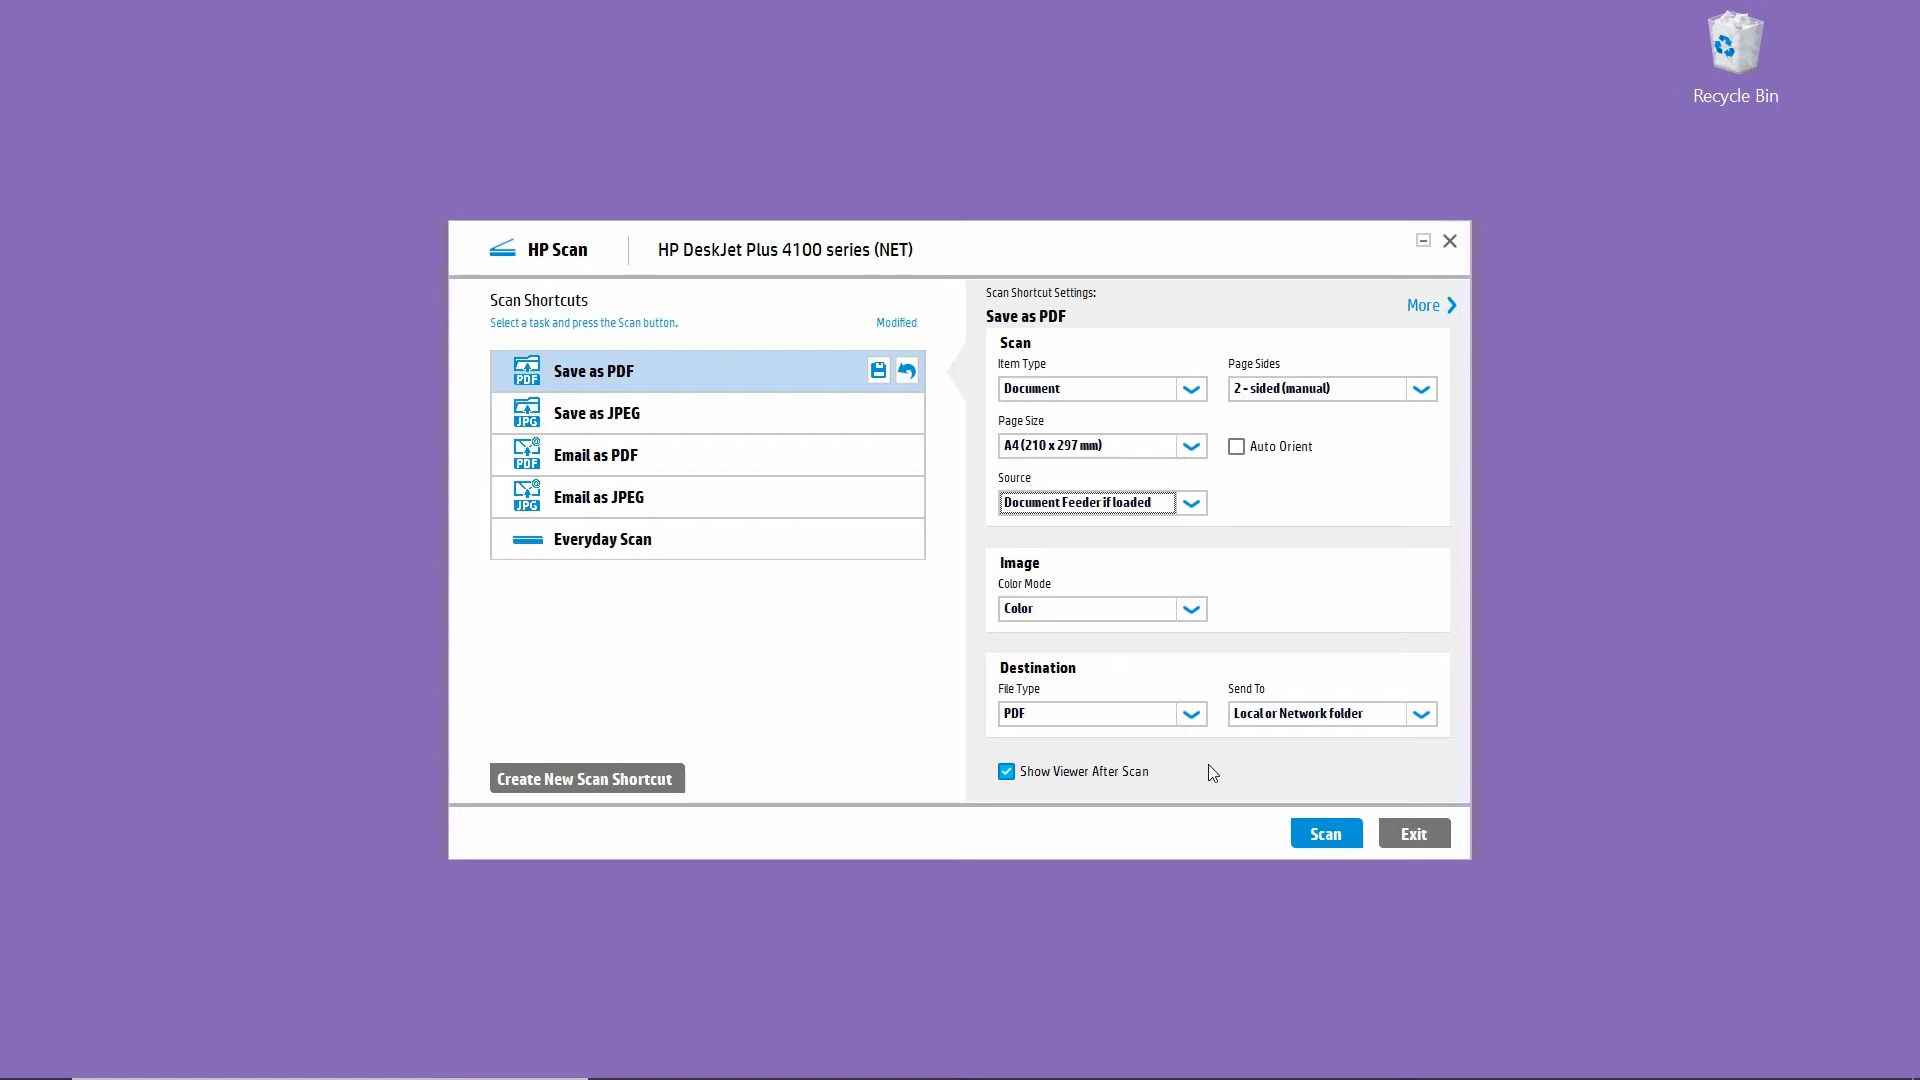 Recycle Bin
HP Scan
HP DeskJet Plus 4100 series (NET)
Scan Shortcuts
Select a task and press the Scan button.
Modified
PDF
Save as PDF
JPG
Save as JPEG
@
PDF
Email as PDF
@
JPG
Email as JPEG
Everyday Scan
Create New Scan Shortcut
Scan Shortcut Settings:
More
Save as PDF
Scan
Item Type
Page Sides
Document
2 - sided (manual)
Page Size
A4 (210 x 297 mm)
Auto Orient
Source
Document Feeder if loaded
Image
Color Mode
Color
Destination
File Type
Send To
PDF
Local or Network folder
Show Viewer After Scan
Scan
Exit